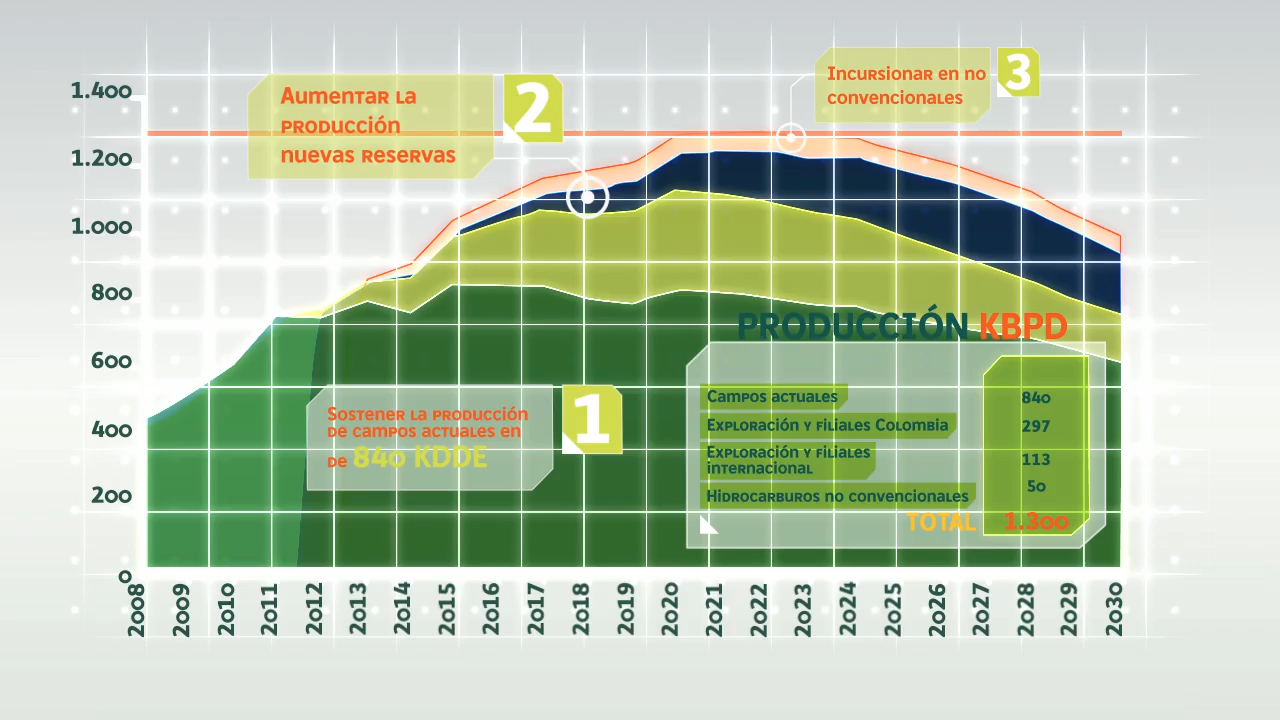 1.400
1.200
1.000
800
600
400
200
0
Aumentar la
producción
nuevas reservas
2
Incursionar en no
convencionales
3
Sostener la producción
de campos actuales en
de 840 KDDE
1
PRODUCCIÓN KBPD
Campos actuales 840
Exploración y filiales Colombia 297
Exploración y filiales
internacional 113
Hidrocarburos no convencionales 50
TOTAL 1.300
2008 2009 2010 2011 2012 2013 2014 2015 2016 2017 2018 2019 2020 2021 2022 2023 2024 2025 2026 2027 2028 2029 2030